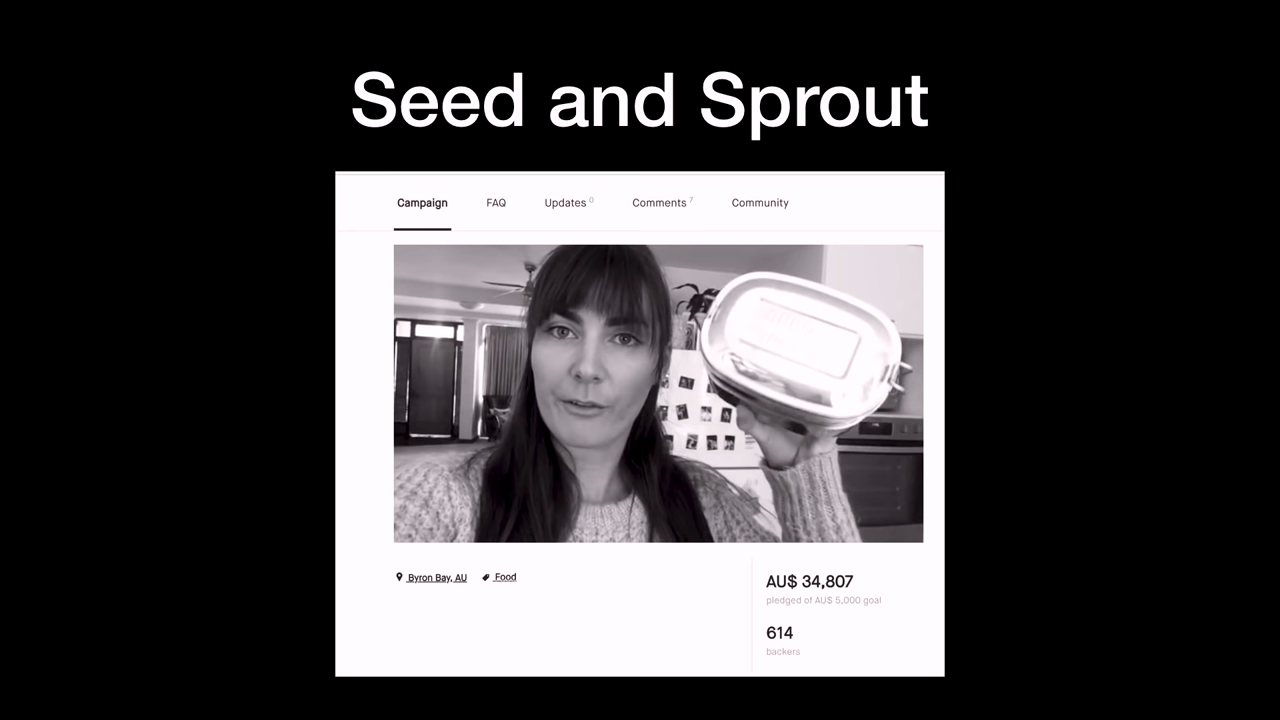 Seed and Sprout
Campaign FAQ Updates 0 Comments 7 Community
Byron Bay, AU Food
AU$ 34,807
pledged of AU$ 5,000 goal
614
backers